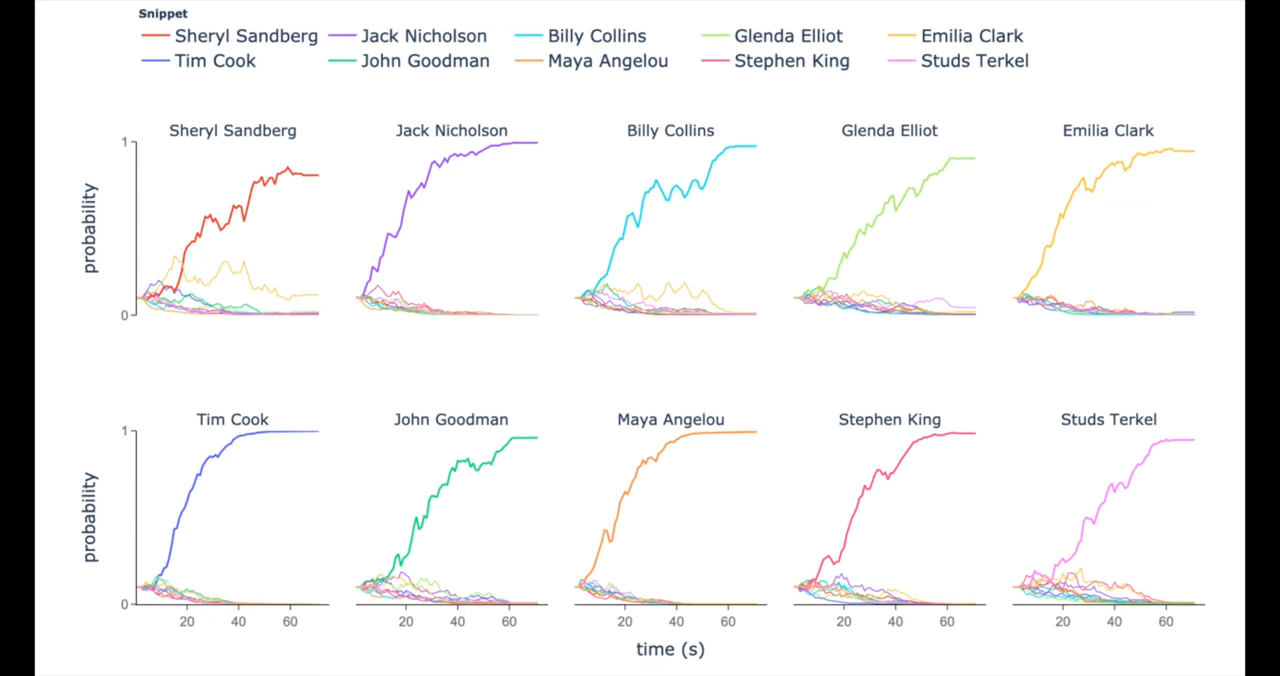 Snippet
Sheryl Sandberg Jack Nicholson Billy Collins Glenda Elliot Emilia Clark
Tim Cook John Goodman Maya Angelou Stephen King Studs Terkel
Sheryl Sandberg Jack Nicholson Billy Collins Glenda Elliot Emilia Clark
1
probability
0
Tim Cook John Goodman Maya Angelou Stephen King Studs Terkel
1
probability
0
20 40 60 20 40 60 20 40 60 20 40 60 20 40 60
time (s)